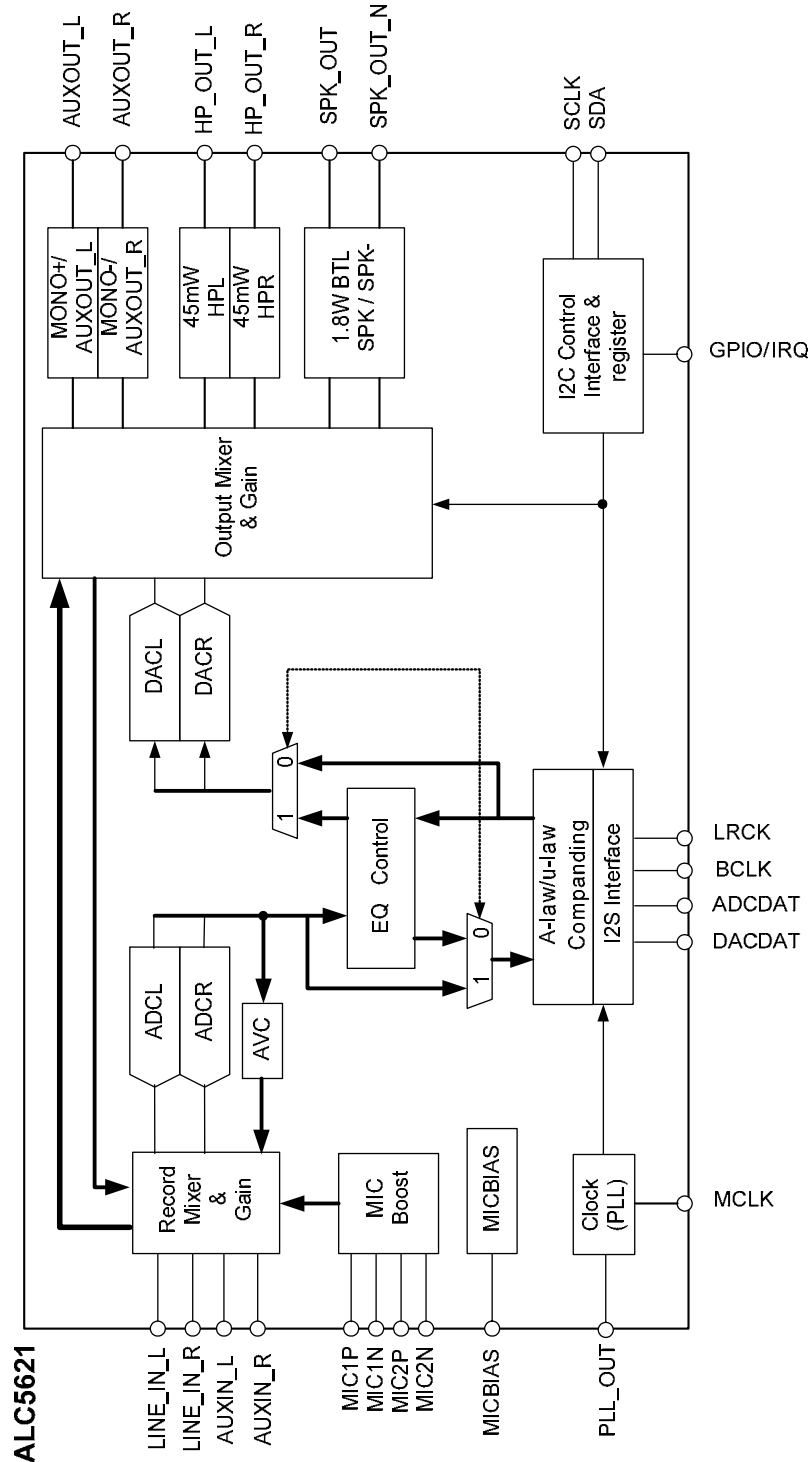 ALC5621
LINE_IN_L
LINE_IN_R
AUXIN_L
AUXIN_R
MIC1P
MIC1N
MIC2P
MIC2N
MICBIAS
PLL_OUT
Record
Mixer
&
Gain
MIC
Boost
MICBIAS
Clock
(PLL)
MCLK
ADCL
ADCR
AVC
EQ Control
1
0
1
0
A-law/u-law
Companding
I2S Interface
DACDAT
ADCDAT
BCLK
LRCK
DACL
DACR
Output Mixer
& Gain
MONO+/
AUXOUT_L
MONO-/
AUXOUT_R
45mW
HPL
45mW
HPR
1.8W BTL
SPK / SPK-
I2C Control
Interface &
register
GPIO/IRQ
AUXOUT_L
AUXOUT_R
HP_OUT_L
HP_OUT_R
SPK_OUT
SPK_OUT_N
SCLK
SDA